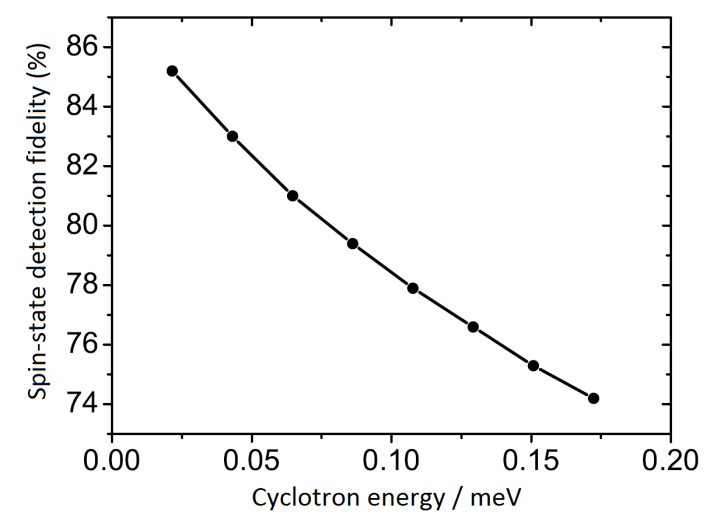 Spin-state detection fidelity (%)
86
84
82
80
78
76
74
0.00 0.05 0.10 0.15 0.20
Cyclotron energy / meV